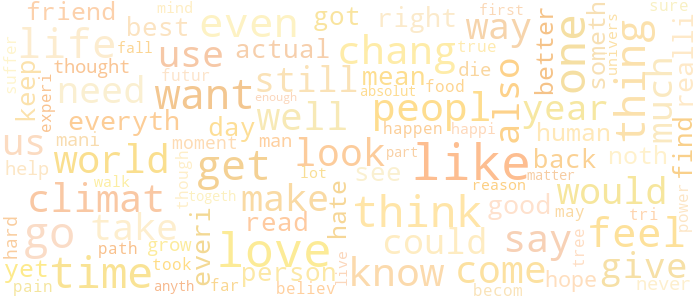 friend best even got right way first sure
mind
life use actual chang true one someth thing realli
fall
thought still mean die better much
suffer keep experi need want futur univers
absolut food also
enough peopl year
everyth day well happen happi human find
us mani moment man part noth
world get look like see back
help lot reason matter
walk though
climat togeth make think would good may tri power
go take hate could say feel
hard path grow everi read tree
yet time took love person know come give
live hope
pain anyth far believ becom never